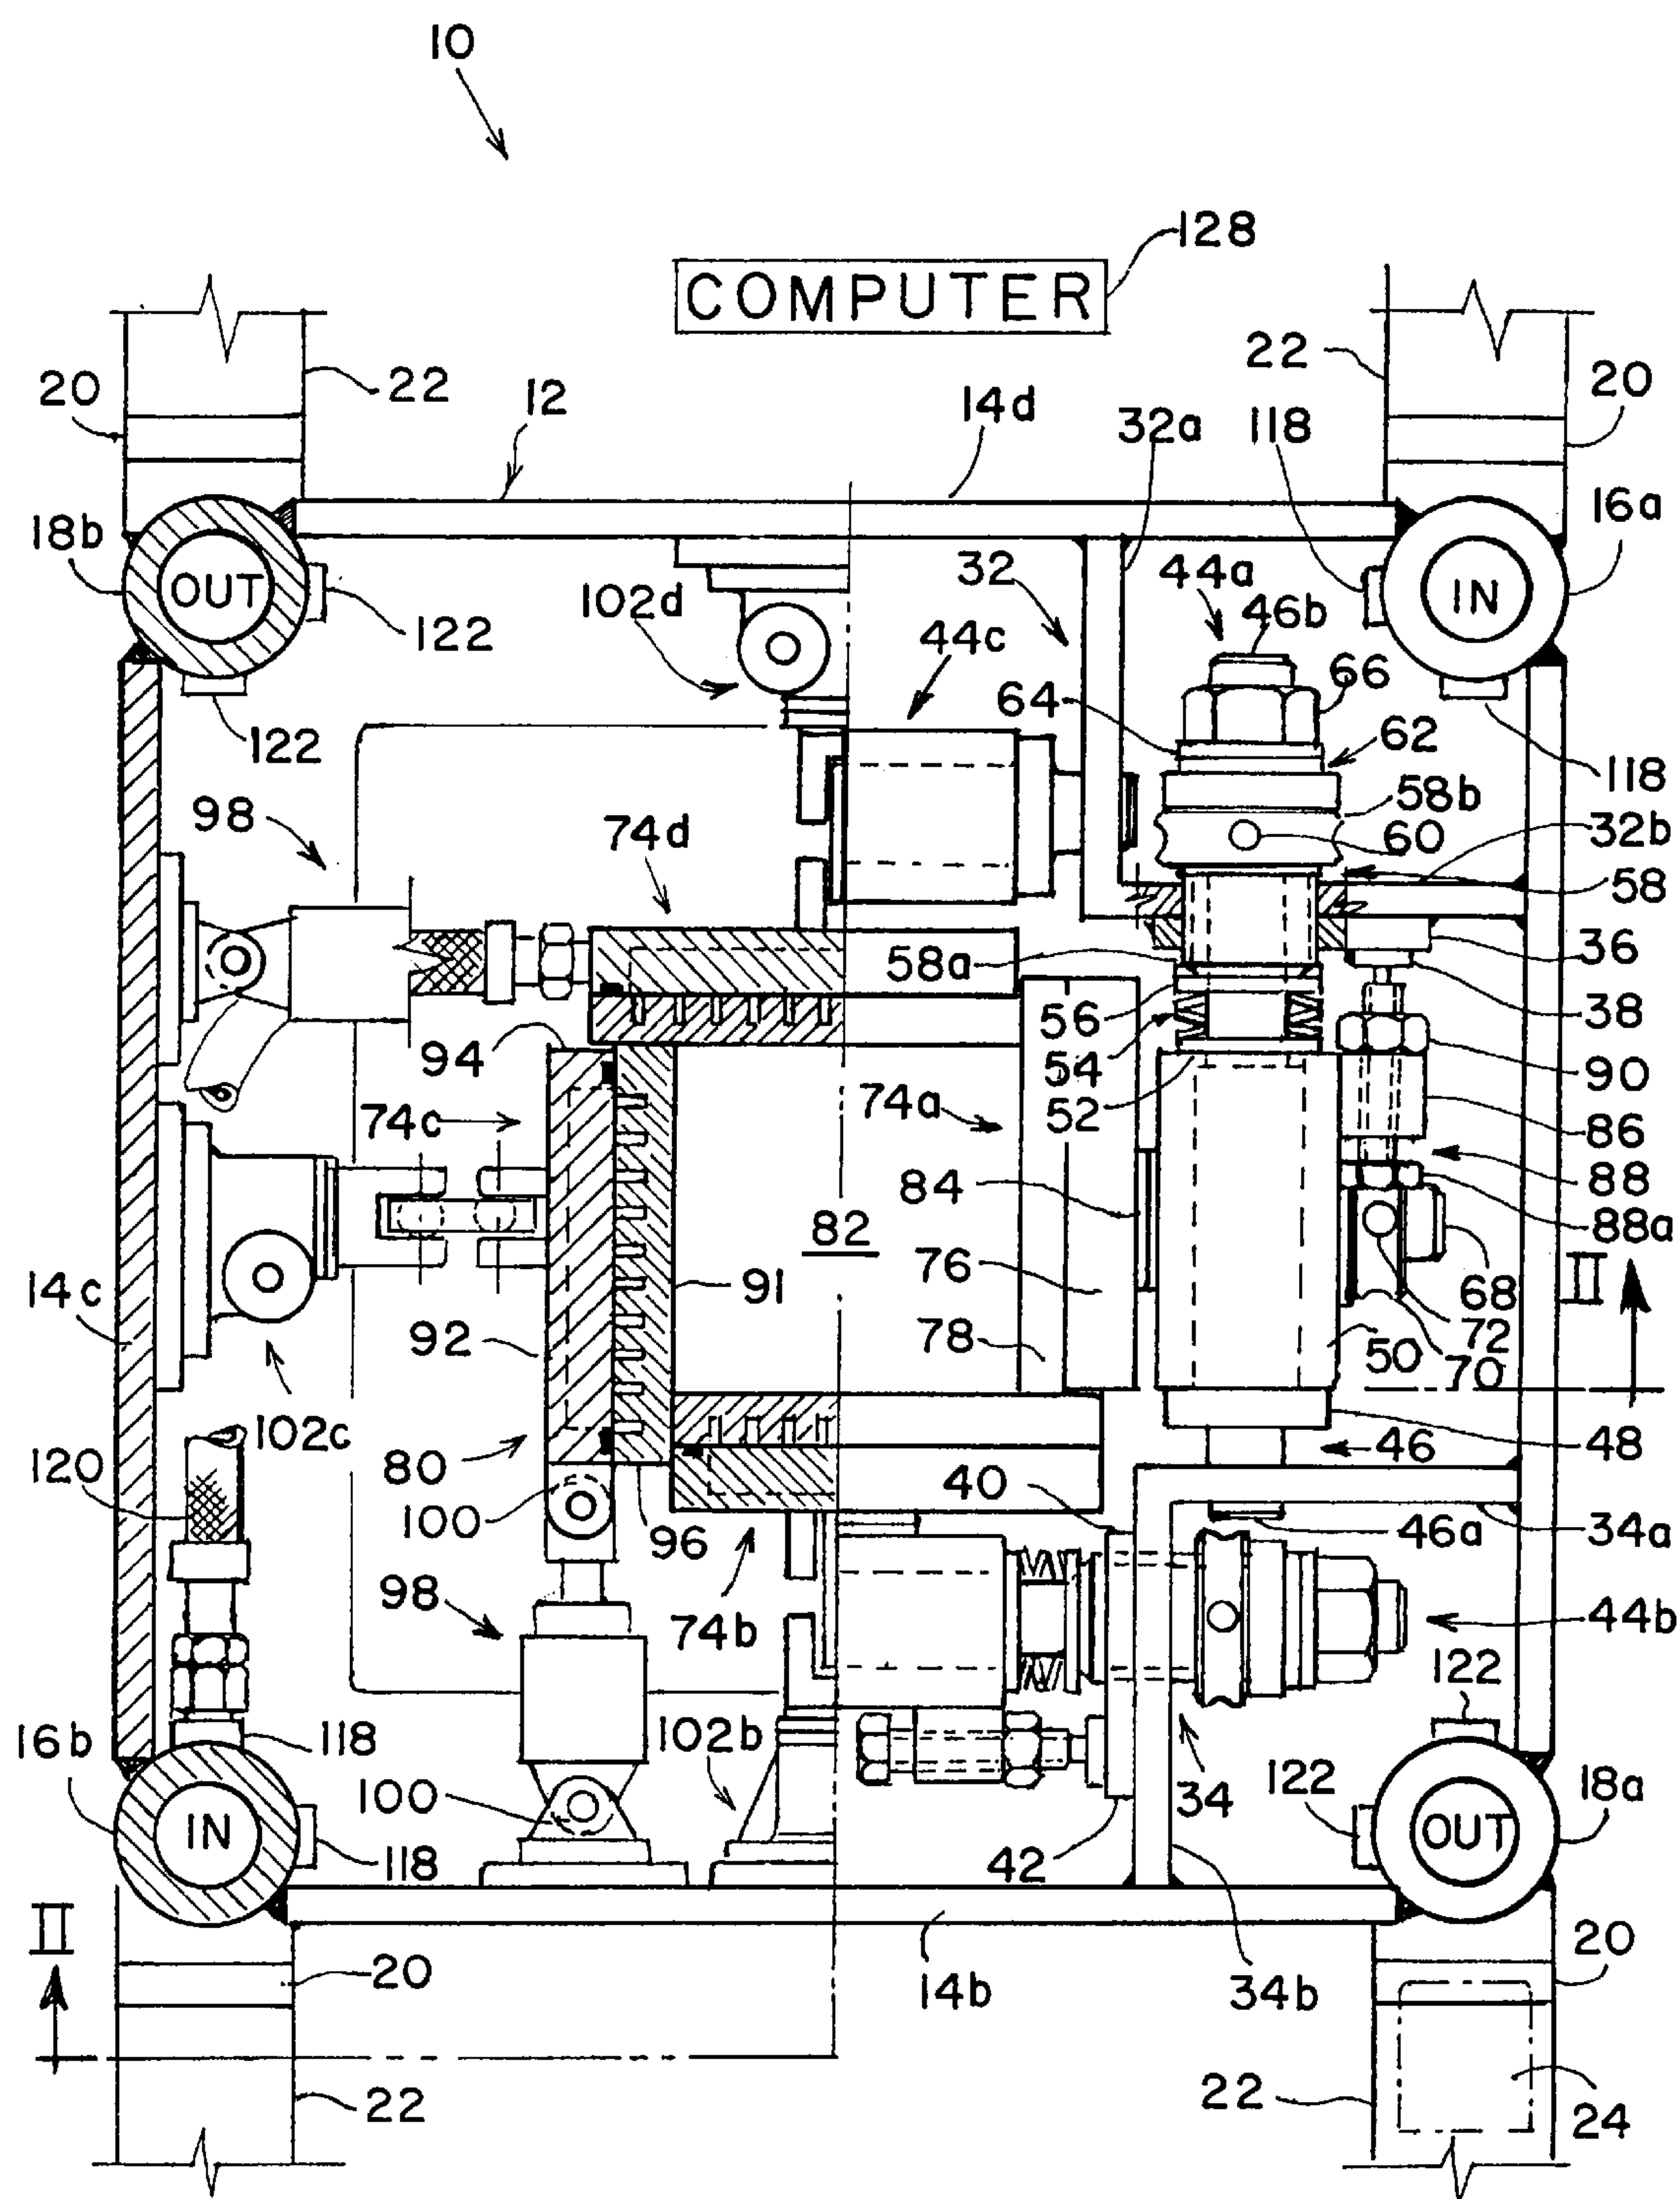 10
128
COMPUTER
22
22
20
12
14d
20
32a
118
18b
16a
OUT
IN
32
44a
102d
46b
122
44c
64
66
62
122
118
98
58b
74d
60
32b
58
58a
36
56
38
94
54
90
74c
74a
52
86
84
88
82
88a
76
II
14c
91
68
92
78
72
50
70
102c
120
80
46
48
40
100
46a
34a
96
98
44b
74b
122
16b
118
102b
122
18a
100
34
IN
OUT
118
42
II
20
20
14b
34b
22
22
24